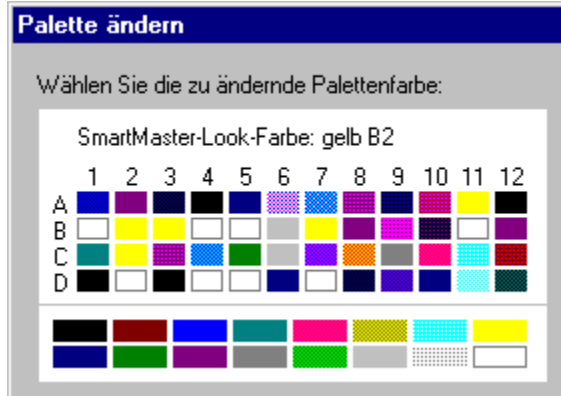 Palette ändern
Wählen Sie die zu ändernde Palettenfarbe:
SmartMaster-Look-Farbe: gelb B2
1 2 3 4 5 6 7 8 9 10 11 12
A
B
C
D